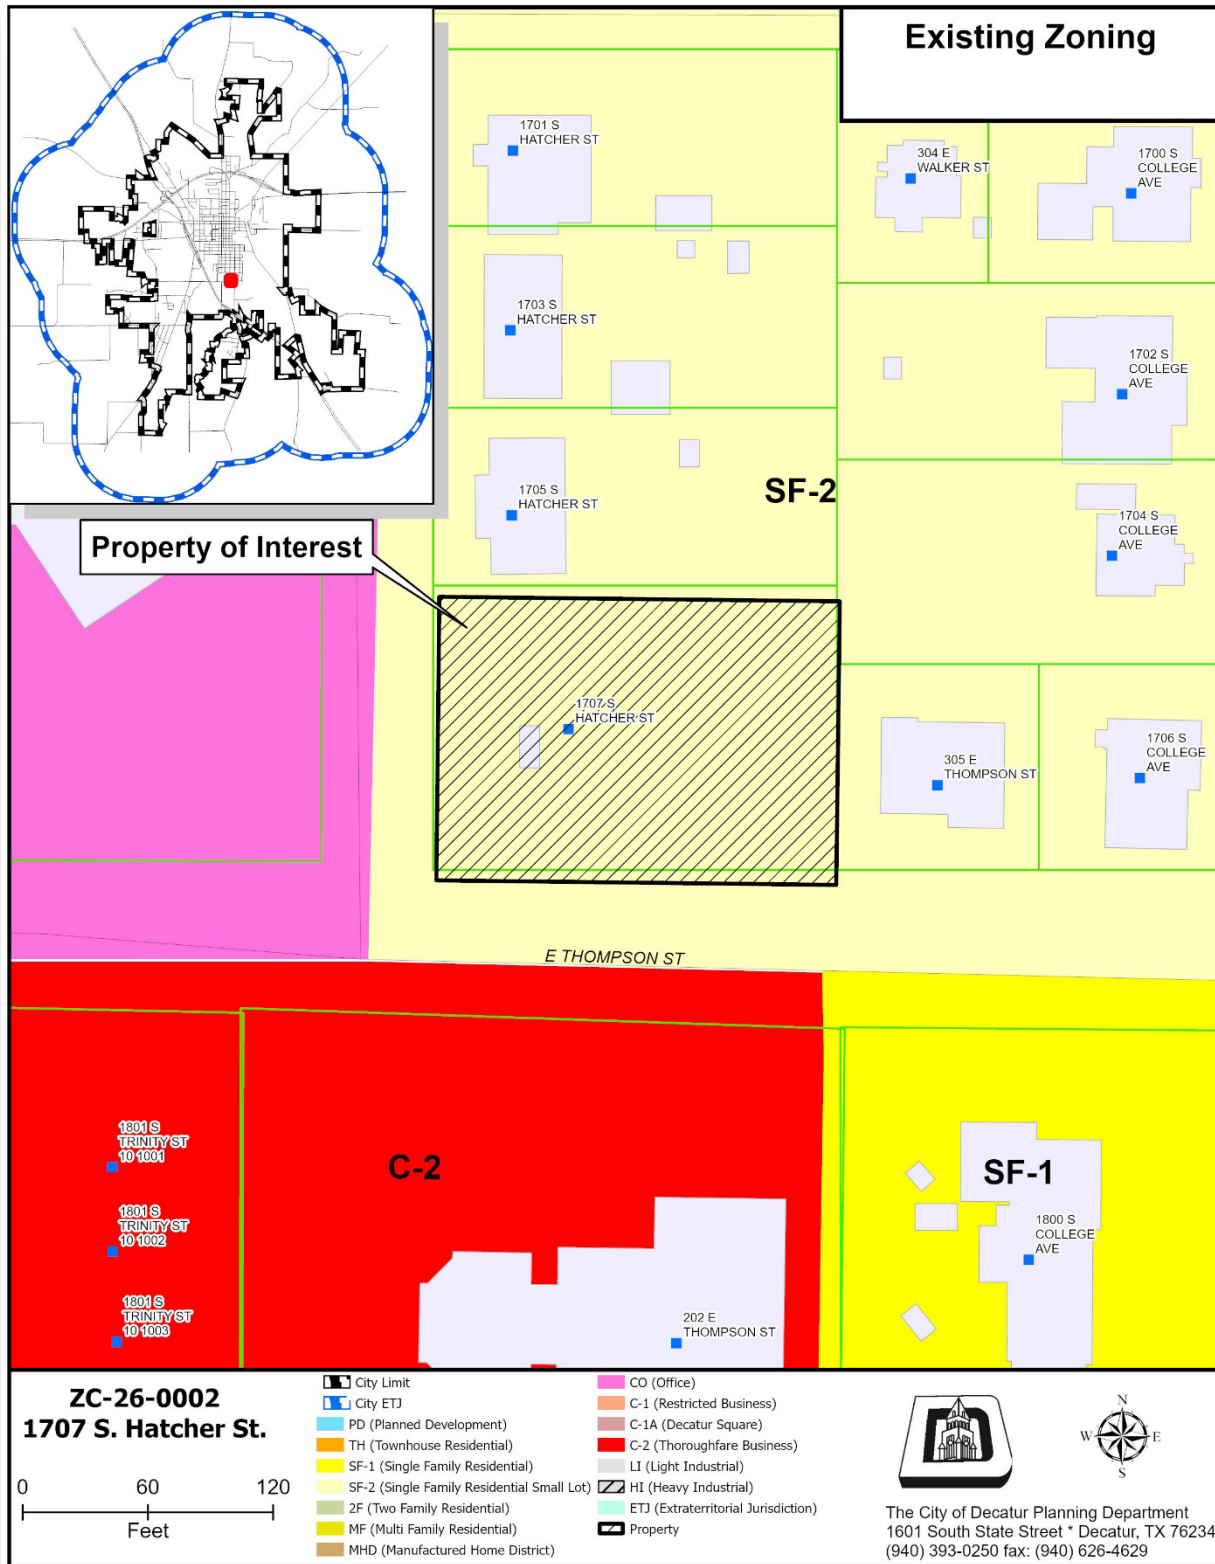 Existing Zoning
1701 S
HATCHER ST
304 E
WALKER ST
1700 S
COLLEGE
AVE
1703 S
HATCHER ST
1702 S
COLLEGE
AVE
1705 S
HATCHER ST
SF-2
1704 S
COLLEGE
AVE
Property of Interest
1707 S
HATCHER ST
305 E
THOMPSON ST
1706 S
COLLEGE
AVE
E THOMPSON ST
1801 S
TRINITY ST
10 1001
C-2
SF-1
1801 S
TRINITY ST
10 1002
1800 S
COLLEGE
AVE
1801 S
TRINITY ST
10 1003
202 E
THOMPSON ST
ZC-26-0002
1707 S. Hatcher St.
0 60 120
Feet
City Limit
City ETJ
PD (Planned Development)
TH (Townhouse Residential)
SF-1 (Single Family Residential)
SF-2 (Single Family Residential Small Lot)
2F (Two Family Residential)
MF (Multi Family Residential)
MHD (Manufactured Home District)
CO (Office)
C-1 (Restricted Business)
C-1A (Decatur Square)
C-2 (Thoroughfare Business)
LI (Light Industrial)
HI (Heavy Industrial)
ETJ (Extraterritorial Jurisdiction)
Property
N
W E
S
The City of Decatur Planning Department
1601 South State Street * Decatur, TX 76234
(940) 393-0250 fax: (940) 626-4629